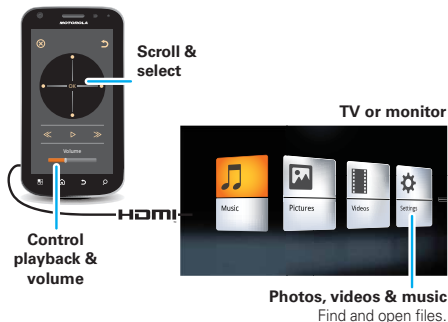 MOTOROLA
OK
Volume
Scroll &
select
Control
playback &
volume
HDMI
TV or monitor
Music
Pictures
Videos
Settings
Photos, videos & music
Find and open files.